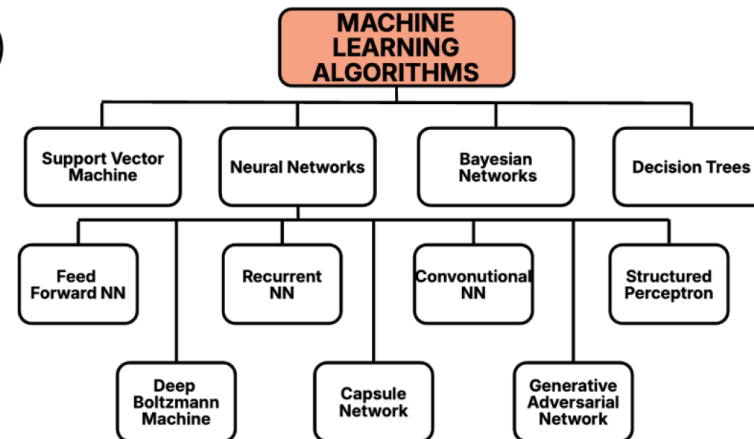 MACHINE
LEARNING
ALGORITHMS
Support Vector
Machine
Neural Networks
Bayesian
Networks
Decision Trees
Feed
Forward NN
Recurrent
NN
Convonutional
NN
Structured
Perceptron
Deep
Boltzmann
Machine
Capsule
Network
Generative
Adversarial
Network